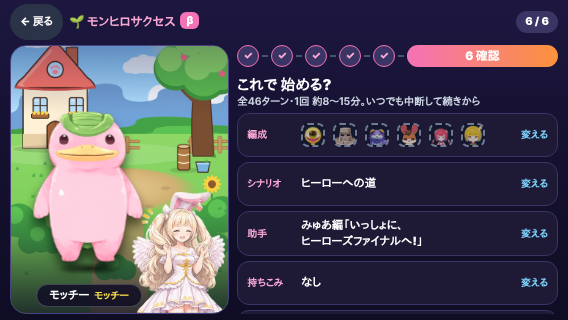 ← 戻る
🌱 モンヒロサクセス β
6 / 6
6 確認
これで 始める?
全46ターン・1回 約8〜15分。いつでも中断して続きから
編成
変える
シナリオ
ヒーローへの道
変える
助手
みゅあ編「いっしょに、
ヒーローズファイナルへ!」
変える
持ちこみ
なし
変える
モッチー モッチー